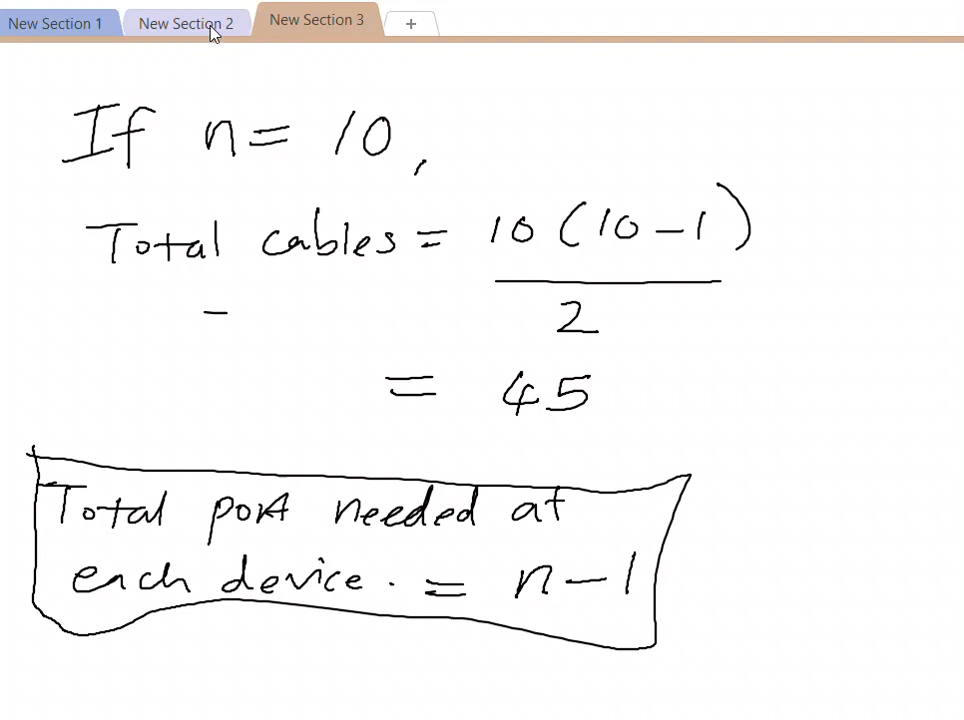 New Section 1 New Section 2 New Section 3 +
If n = 10,
Total cables = 10 (10 - 1)
2
-
= 45
Total port needed at
each device. = n - 1